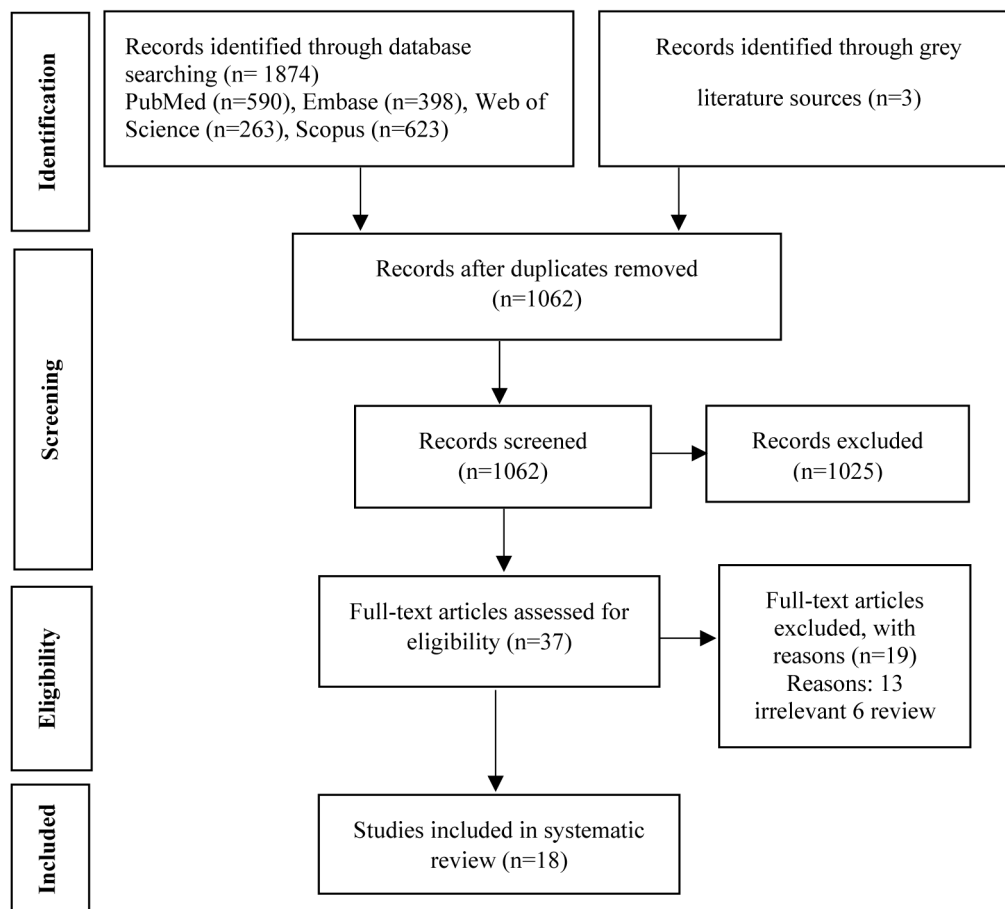 Identification
Records identified through database
searching (n= 1874)
PubMed (n=590), Embase (n=398), Web of
Science (n=263), Scopus (n=623)
Records identified through grey
literature sources (n=3)
Screening
Records after duplicates removed
(n=1062)
Records screened
(n=1062)
Records excluded
(n=1025)
Eligibility
Full-text articles assessed for
eligibility (n=37)
Full-text articles
excluded, with
reasons (n=19)
Reasons: 13
irrelevant 6 review
Included
Studies included in systematic
review (n=18)